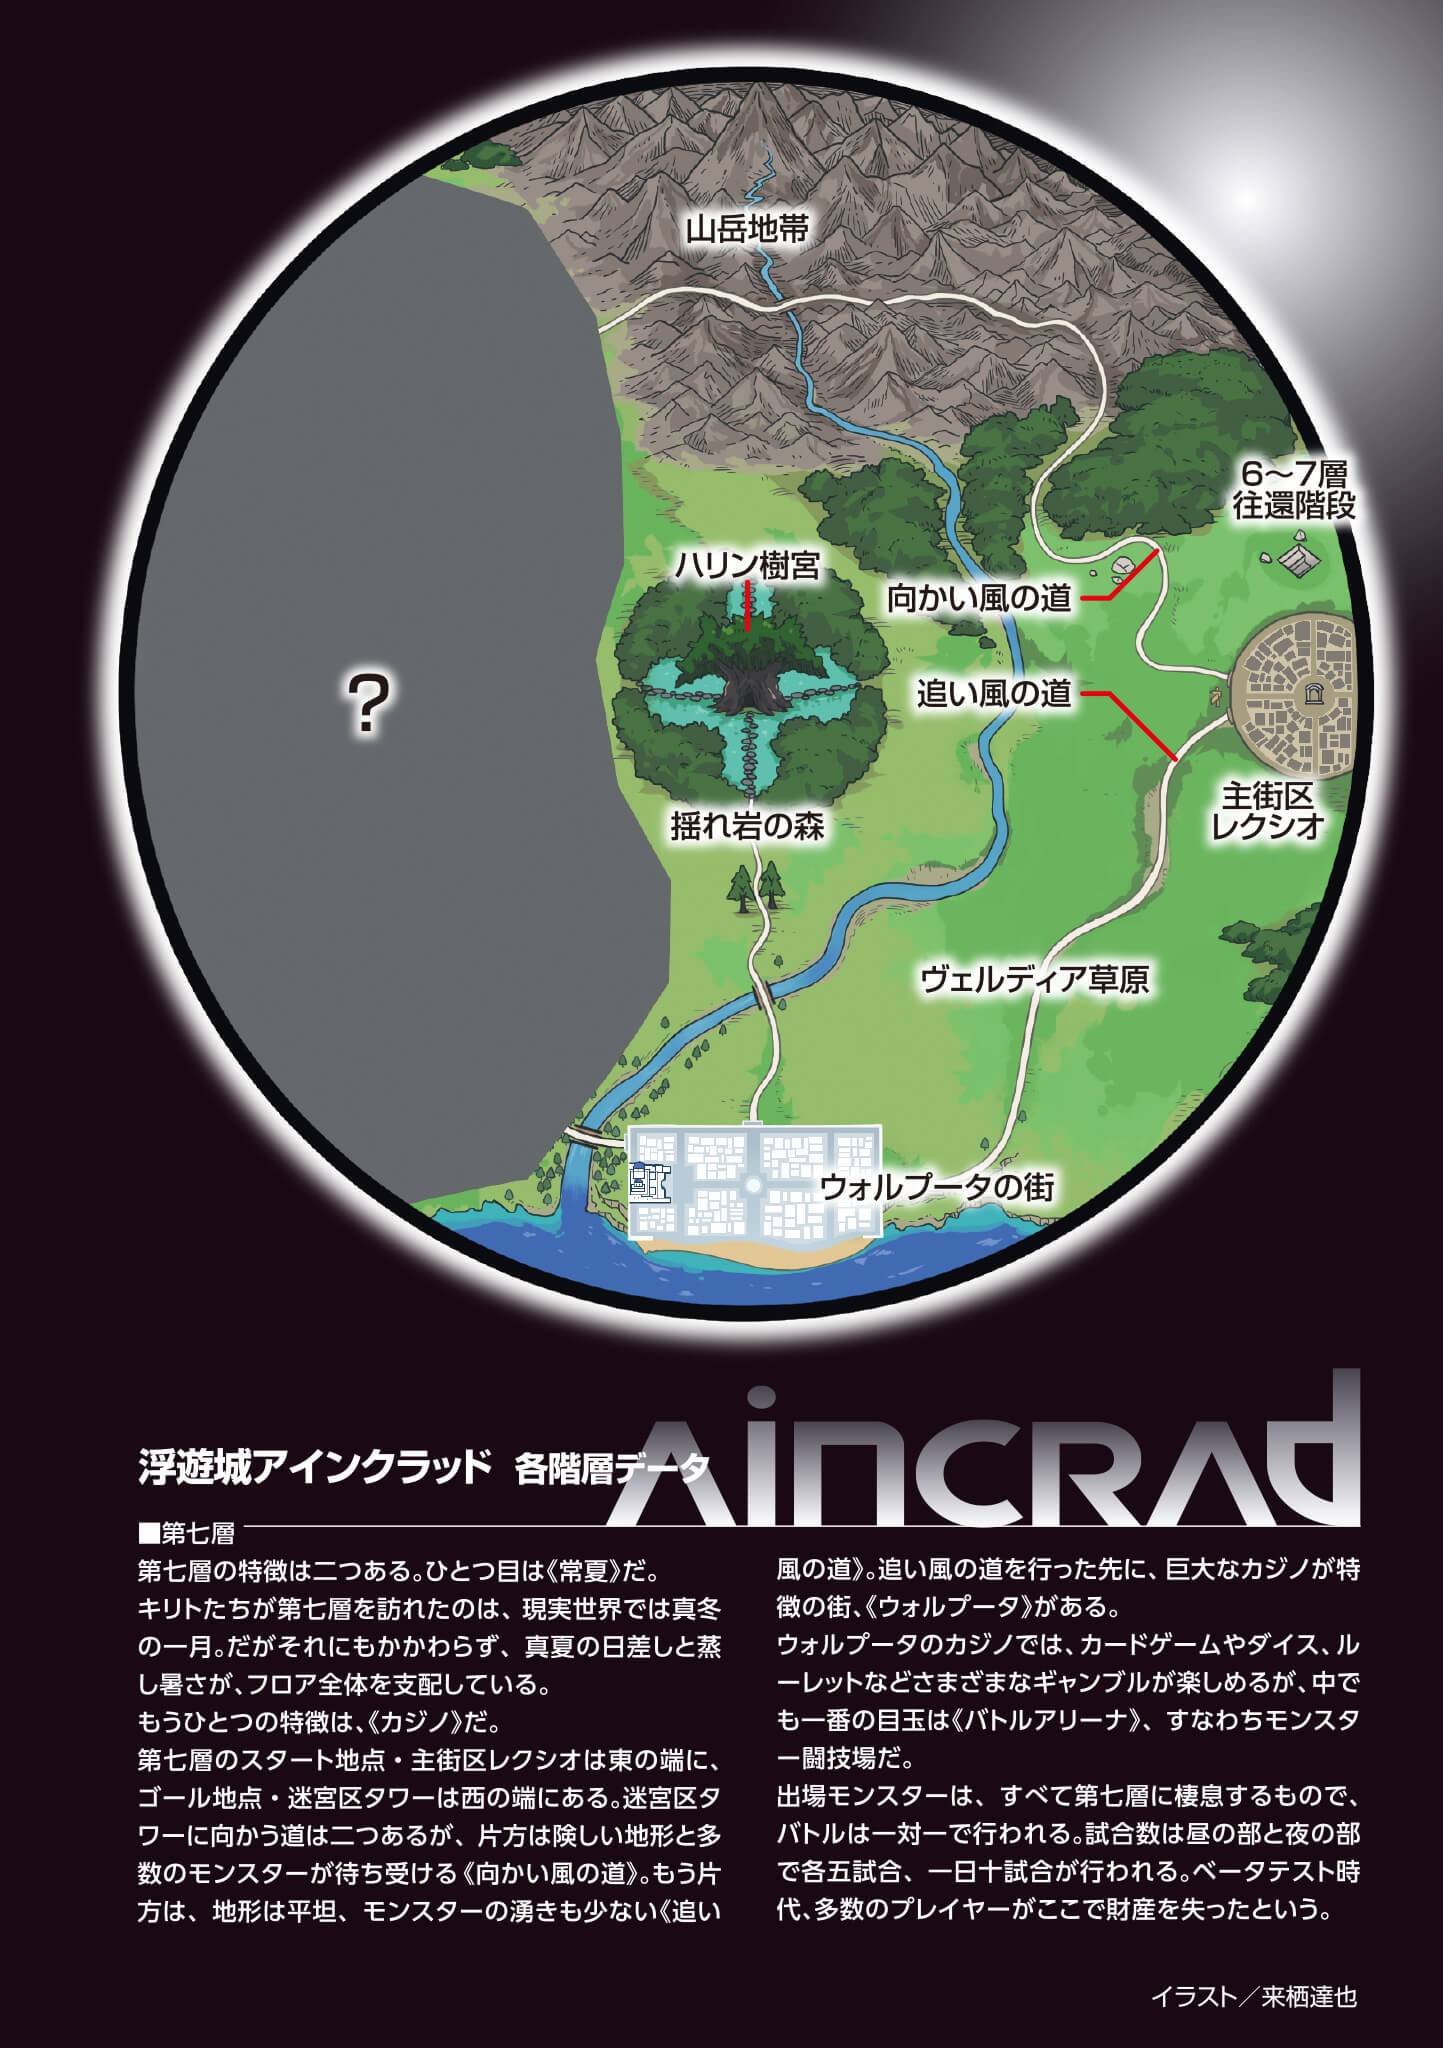 山岳地帯
6〜7層
往還階段
ハリン樹宮
向かい風の道
追い風の道
?
主街区
レクシオ
揺れ岩の森
ヴェルディア草原
ウォルプータの街
AINCRAd
浮遊城アインクラッド 各階層データ
■第七層
第七層の特徴は二つある。ひとつ目は《常夏》だ。
キリトたちが第七層を訪れたのは、現実世界では真冬
の一月。だがそれにもかかわらず、真夏の日差しと蒸
し暑さが、フロア全体を支配している。
もうひとつの特徴は、《カジノ》だ。
第七層のスタート地点・主街区レクシオは東の端に、
ゴール地点・迷宮区タワーは西の端にある。迷宮区タ
ワーに向かう道は二つあるが、片方は険しい地形と多
数のモンスターが待ち受ける《向かい風の道》。もう片
方は、地形は平坦、モンスターの湧きも少ない《追い
風の道》。追い風の道を行った先に、巨大なカジノが特
徴の街、《ウォルプータ》がある。
ウォルプータのカジノでは、カードゲームやダイス、ル
ーレットなどさまざまなギャンブルが楽しめるが、中で
も一番の目玉は《バトルアリーナ》、すなわちモンスタ
ー闘技場だ。
出場モンスターは、すべて第七層に棲息するもので、
バトルは一対一で行われる。試合数は昼の部と夜の部
で各五試合、一日十試合が行われる。ベータテスト時
代、多数のプレイヤーがここで財産を失ったという。
イラスト／来栖達也